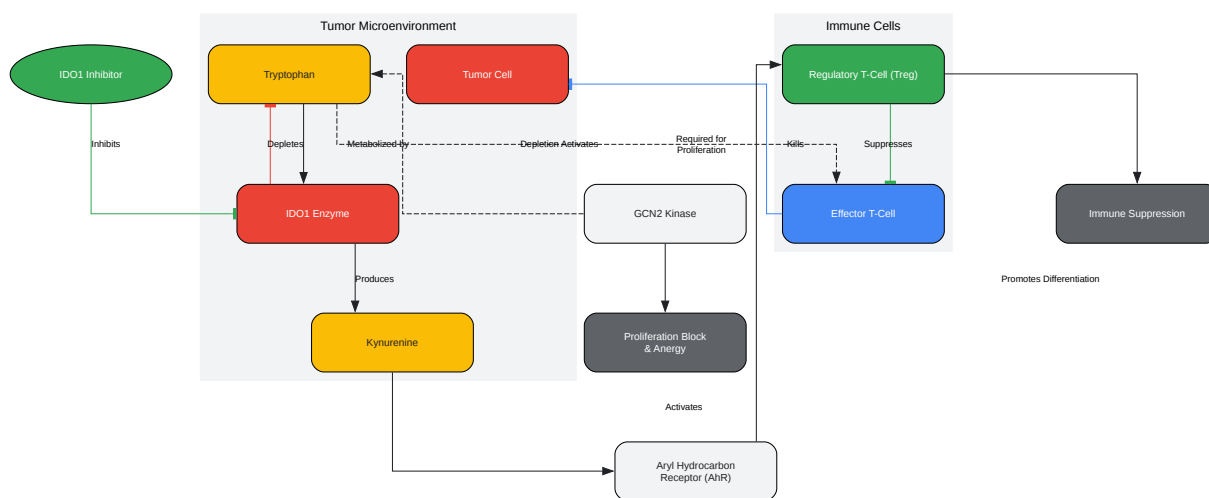 Tumor Microenvironment
Immune Cells
IDO1 Inhibitor
Tryptophan
Tumor Cell
Regulatory T-Cell (Treg)
Inhibits
Depletes
Metabolized by
Depletion Activates
Required for
Proliferation
Kills
Suppresses
IDO1 Enzyme
GCN2 Kinase
Effector T-Cell
Immune Suppression
Produces
Promotes Differentiation
Kynurenine
Proliferation Block
& Anergy
Activates
Aryl Hydrocarbon
Receptor (AhR)